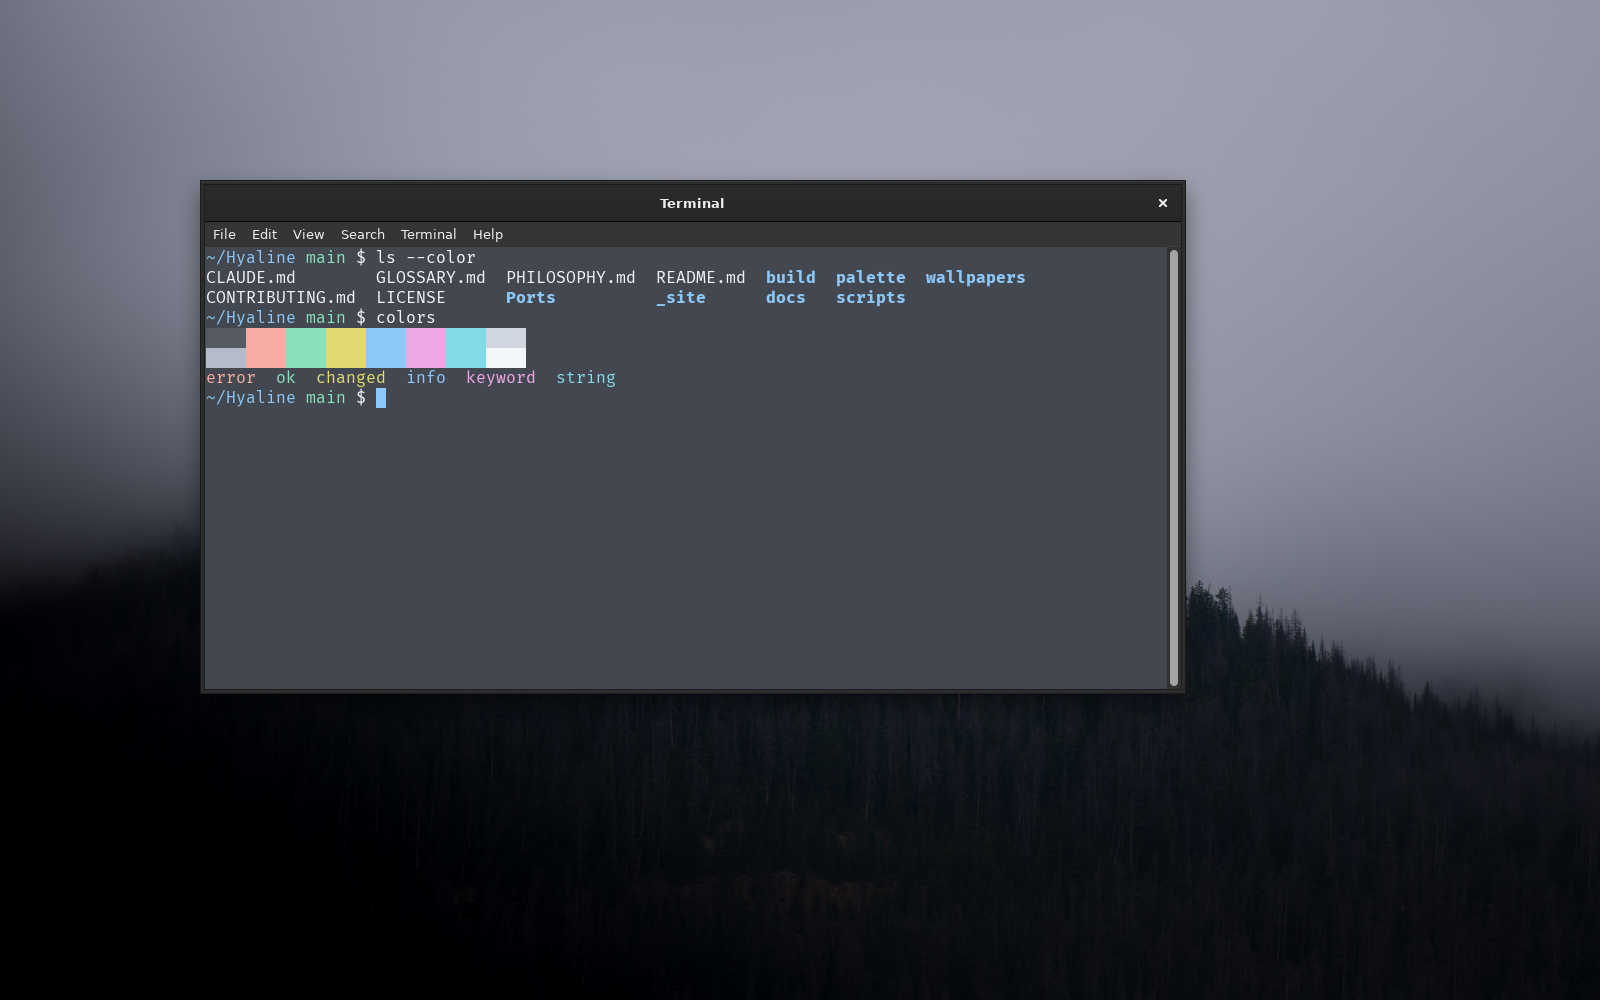 Terminal
File Edit View Search Terminal Help
~/Hyaline main $ ls --color
CLAUDE.md GLOSSARY.md PHILOSOPHY.md README.md build palette wallpapers
CONTRIBUTING.md LICENSE Ports _site docs scripts
~/Hyaline main $ colors
error ok changed info keyword string
~/Hyaline main $